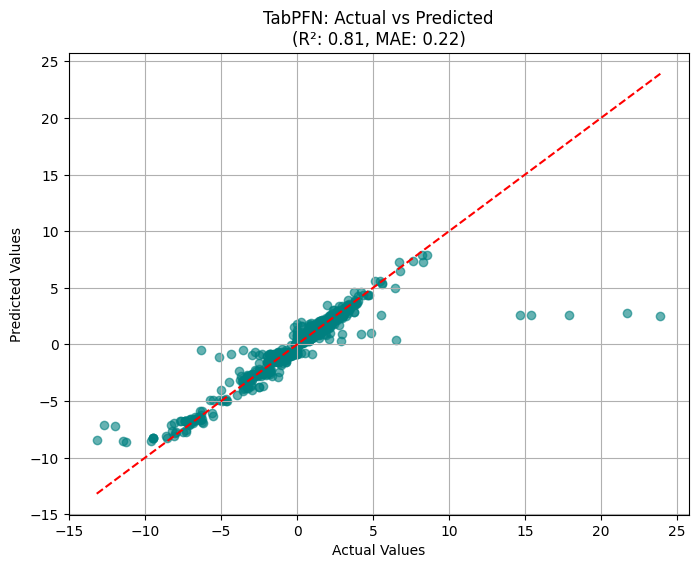 TabPFN: Actual vs Predicted
(R²: 0.81, MAE: 0.22)
25
20
15
10
5
0
−5
−10
−15
Predicted Values
−15 −10 −5 0 5 10 15 20 25
Actual Values